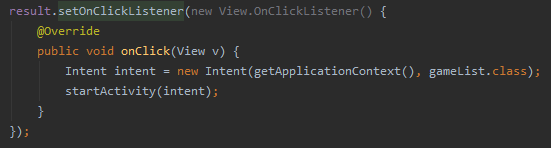 result.setOnClickListener(new View.OnClickListener() {
    @Override
    public void onClick(View v) {
        Intent intent = new Intent(getApplicationContext(), gameList.class);
        startActivity(intent);
    }
});